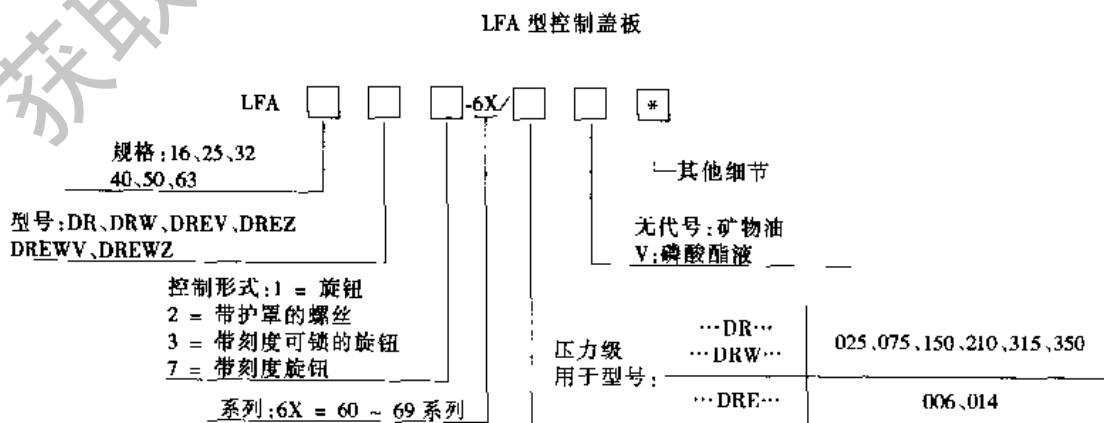 获取
LFA 型控制盖板
LFA □ □ □-6X/□ □ *
规格:16、25、32
40、50、63
其他细节
型号:DR、DRW、DREV、DREZ
DREWV、DREWZ
无代号:矿物油
V:磷酸酯液
控制形式:1 = 旋钮
2 = 带护罩的螺丝
3 = 带刻度可锁的旋钮
7 = 带刻度旋钮
系列:6X = 60 ~ 69 系列
压力级
用于型号:
···DR···
···DRW···
025、075、150、210、315、350
···DRE···
006、014